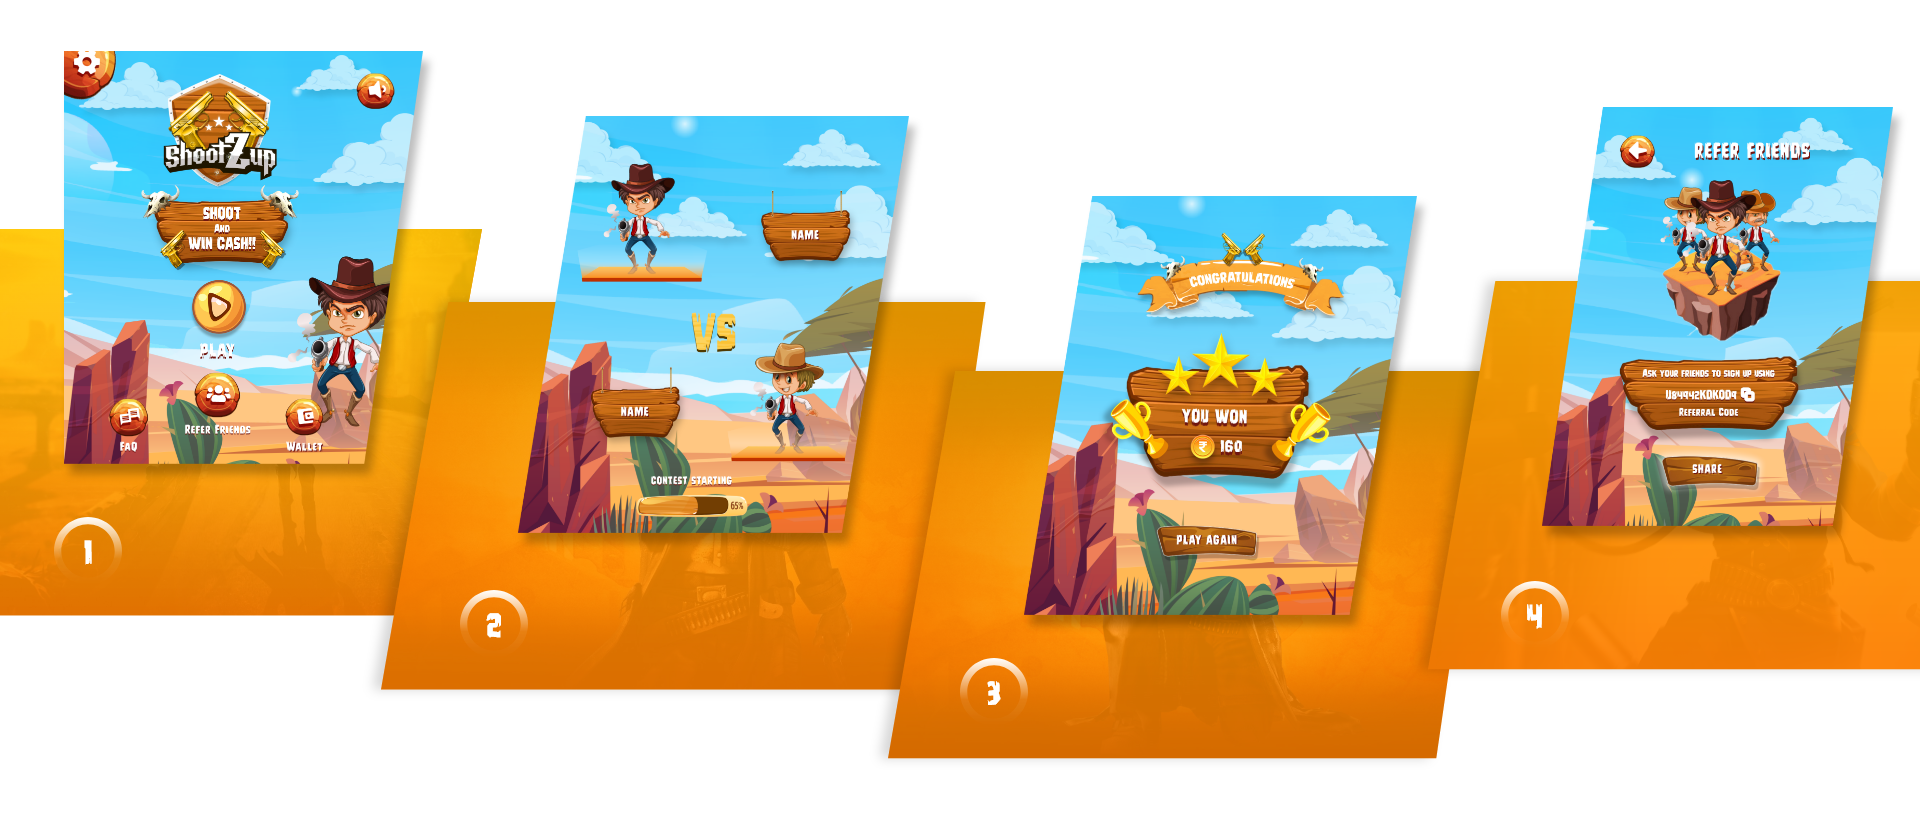 ShootZup
SHOOT
AND
WIN CASH!!
PLAY
REFER FRIENDS
FAQ
WALLET
1
NAME
VS
NAME
CONTEST STARTING
65%
2
CONGRATULATIONS
YOU WON
₹ 160
PLAY AGAIN
3
REFER FRIENDS
ASK YOUR FRIENDS TO SIGN UP USING
REFERRAL CODE
SHARE
4